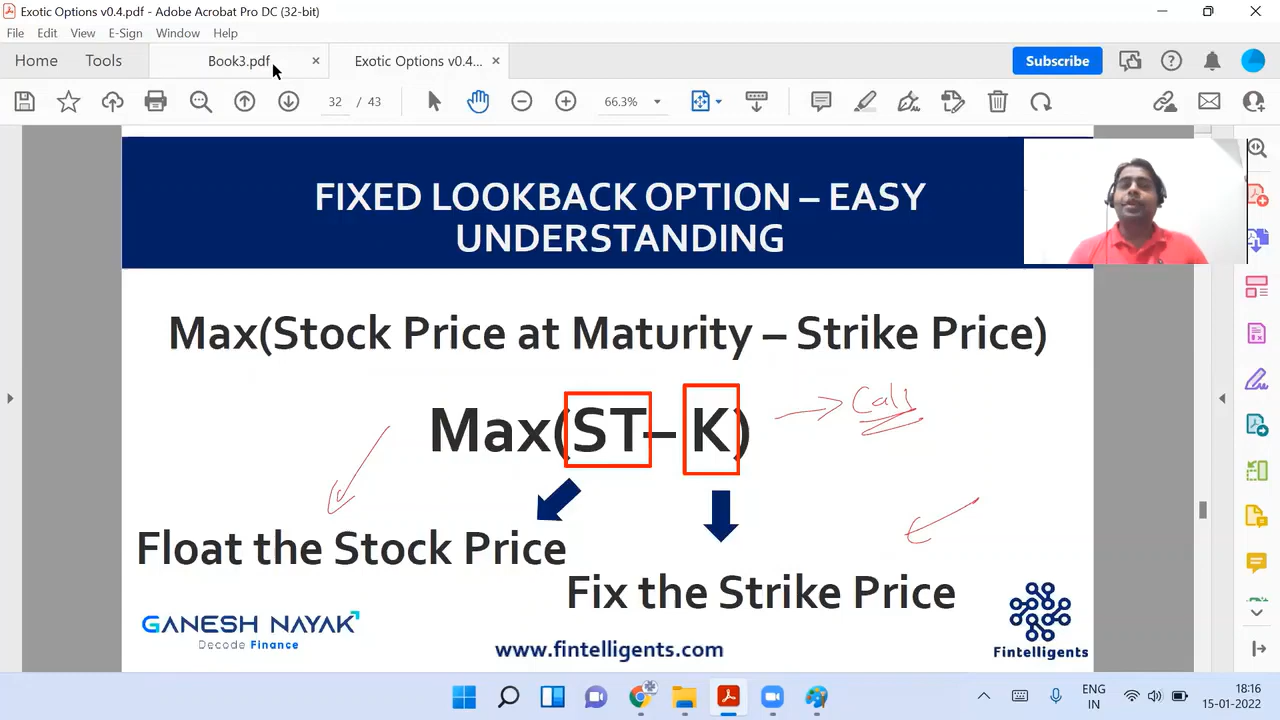 Exotic Options v0.4.pdf - Adobe Acrobat Pro DC (32-bit)
File Edit View E-Sign Window Help
Home Tools Book3.pdf × Exotic Options v0.4... × Subscribe
32 / 43 66.3%
FIXED LOOKBACK OPTION – EASY
UNDERSTANDING
Max(Stock Price at Maturity – Strike Price)
Max(ST– K)
Call
Float the Stock Price
Fix the Strike Price
GANESH NAYAK
Decode Finance
www.fintelligents.com
Fintelligents
ENG
IN
18:16
15-01-2022